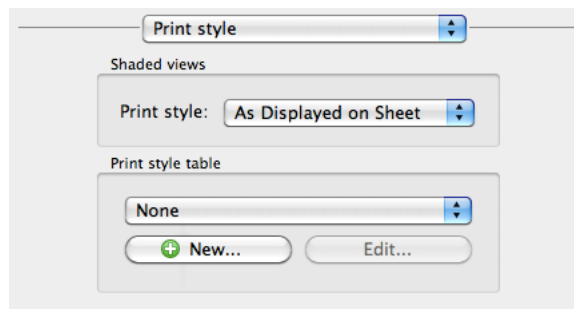 Print style
Shaded views
Print style: As Displayed on Sheet
Print style table
None
New... Edit...